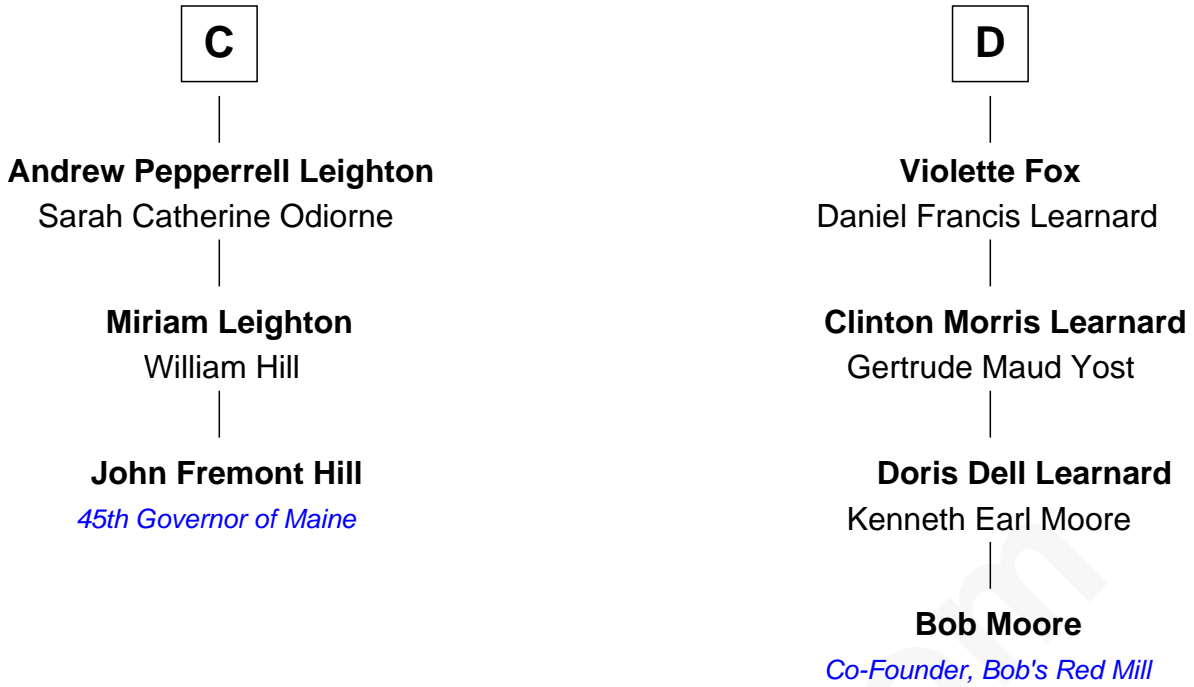 C
Andrew Pepperrell Leighton
Sarah Catherine Odiorne
Miriam Leighton
William Hill
John Fremont Hill
45th Governor of Maine
D
Violette Fox
Daniel Francis Learnard
Clinton Morris Learnard
Gertrude Maud Yost
Doris Dell Learnard
Kenneth Earl Moore
Bob Moore
Co-Founder, Bob's Red Mill